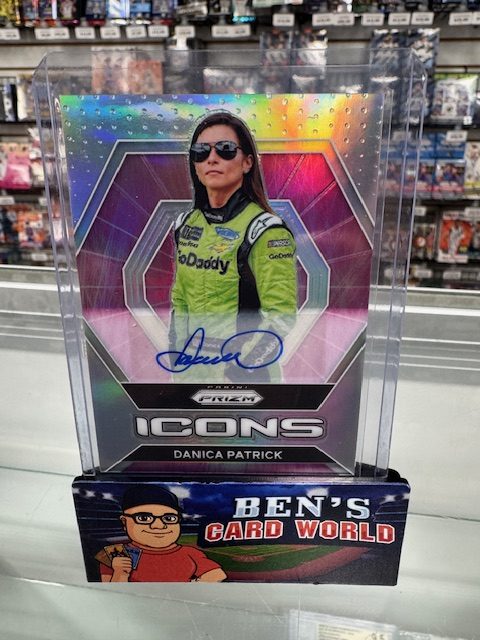 NASCAR
GoDaddy
GoDaddy
PANINI
PRIZM
ICONS
DANICA PATRICK
BEN'S
CARD WORLD